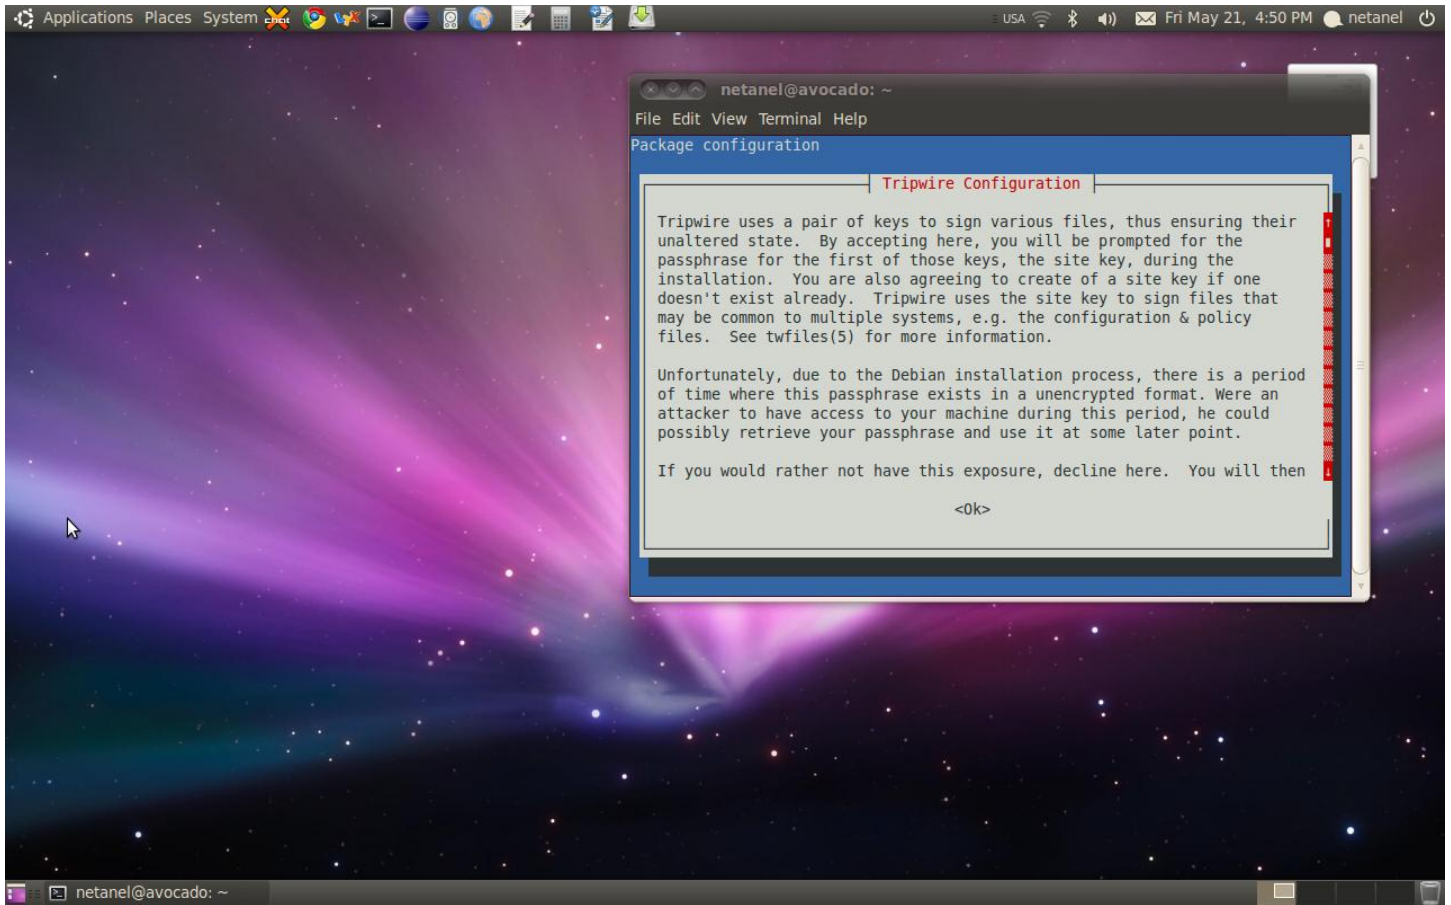 Applications Places System USA Fri May 21, 4:50 PM netanel
netanel@avocado: ~
File Edit View Terminal Help
Package configuration
Tripwire Configuration
Tripwire uses a pair of keys to sign various files, thus ensuring their
unaltered state.  By accepting here, you will be prompted for the
passphrase for the first of those keys, the site key, during the
installation.  You are also agreeing to create of a site key if one
doesn't exist already.  Tripwire uses the site key to sign files that
may be common to multiple systems, e.g. the configuration & policy
files.  See twfiles(5) for more information.
Unfortunately, due to the Debian installation process, there is a period
of time where this passphrase exists in a unencrypted format. Were an
attacker to have access to your machine during this period, he could
possibly retrieve your passphrase and use it at some later point.
If you would rather not have this exposure, decline here.  You will then
<Ok>
netanel@avocado: ~